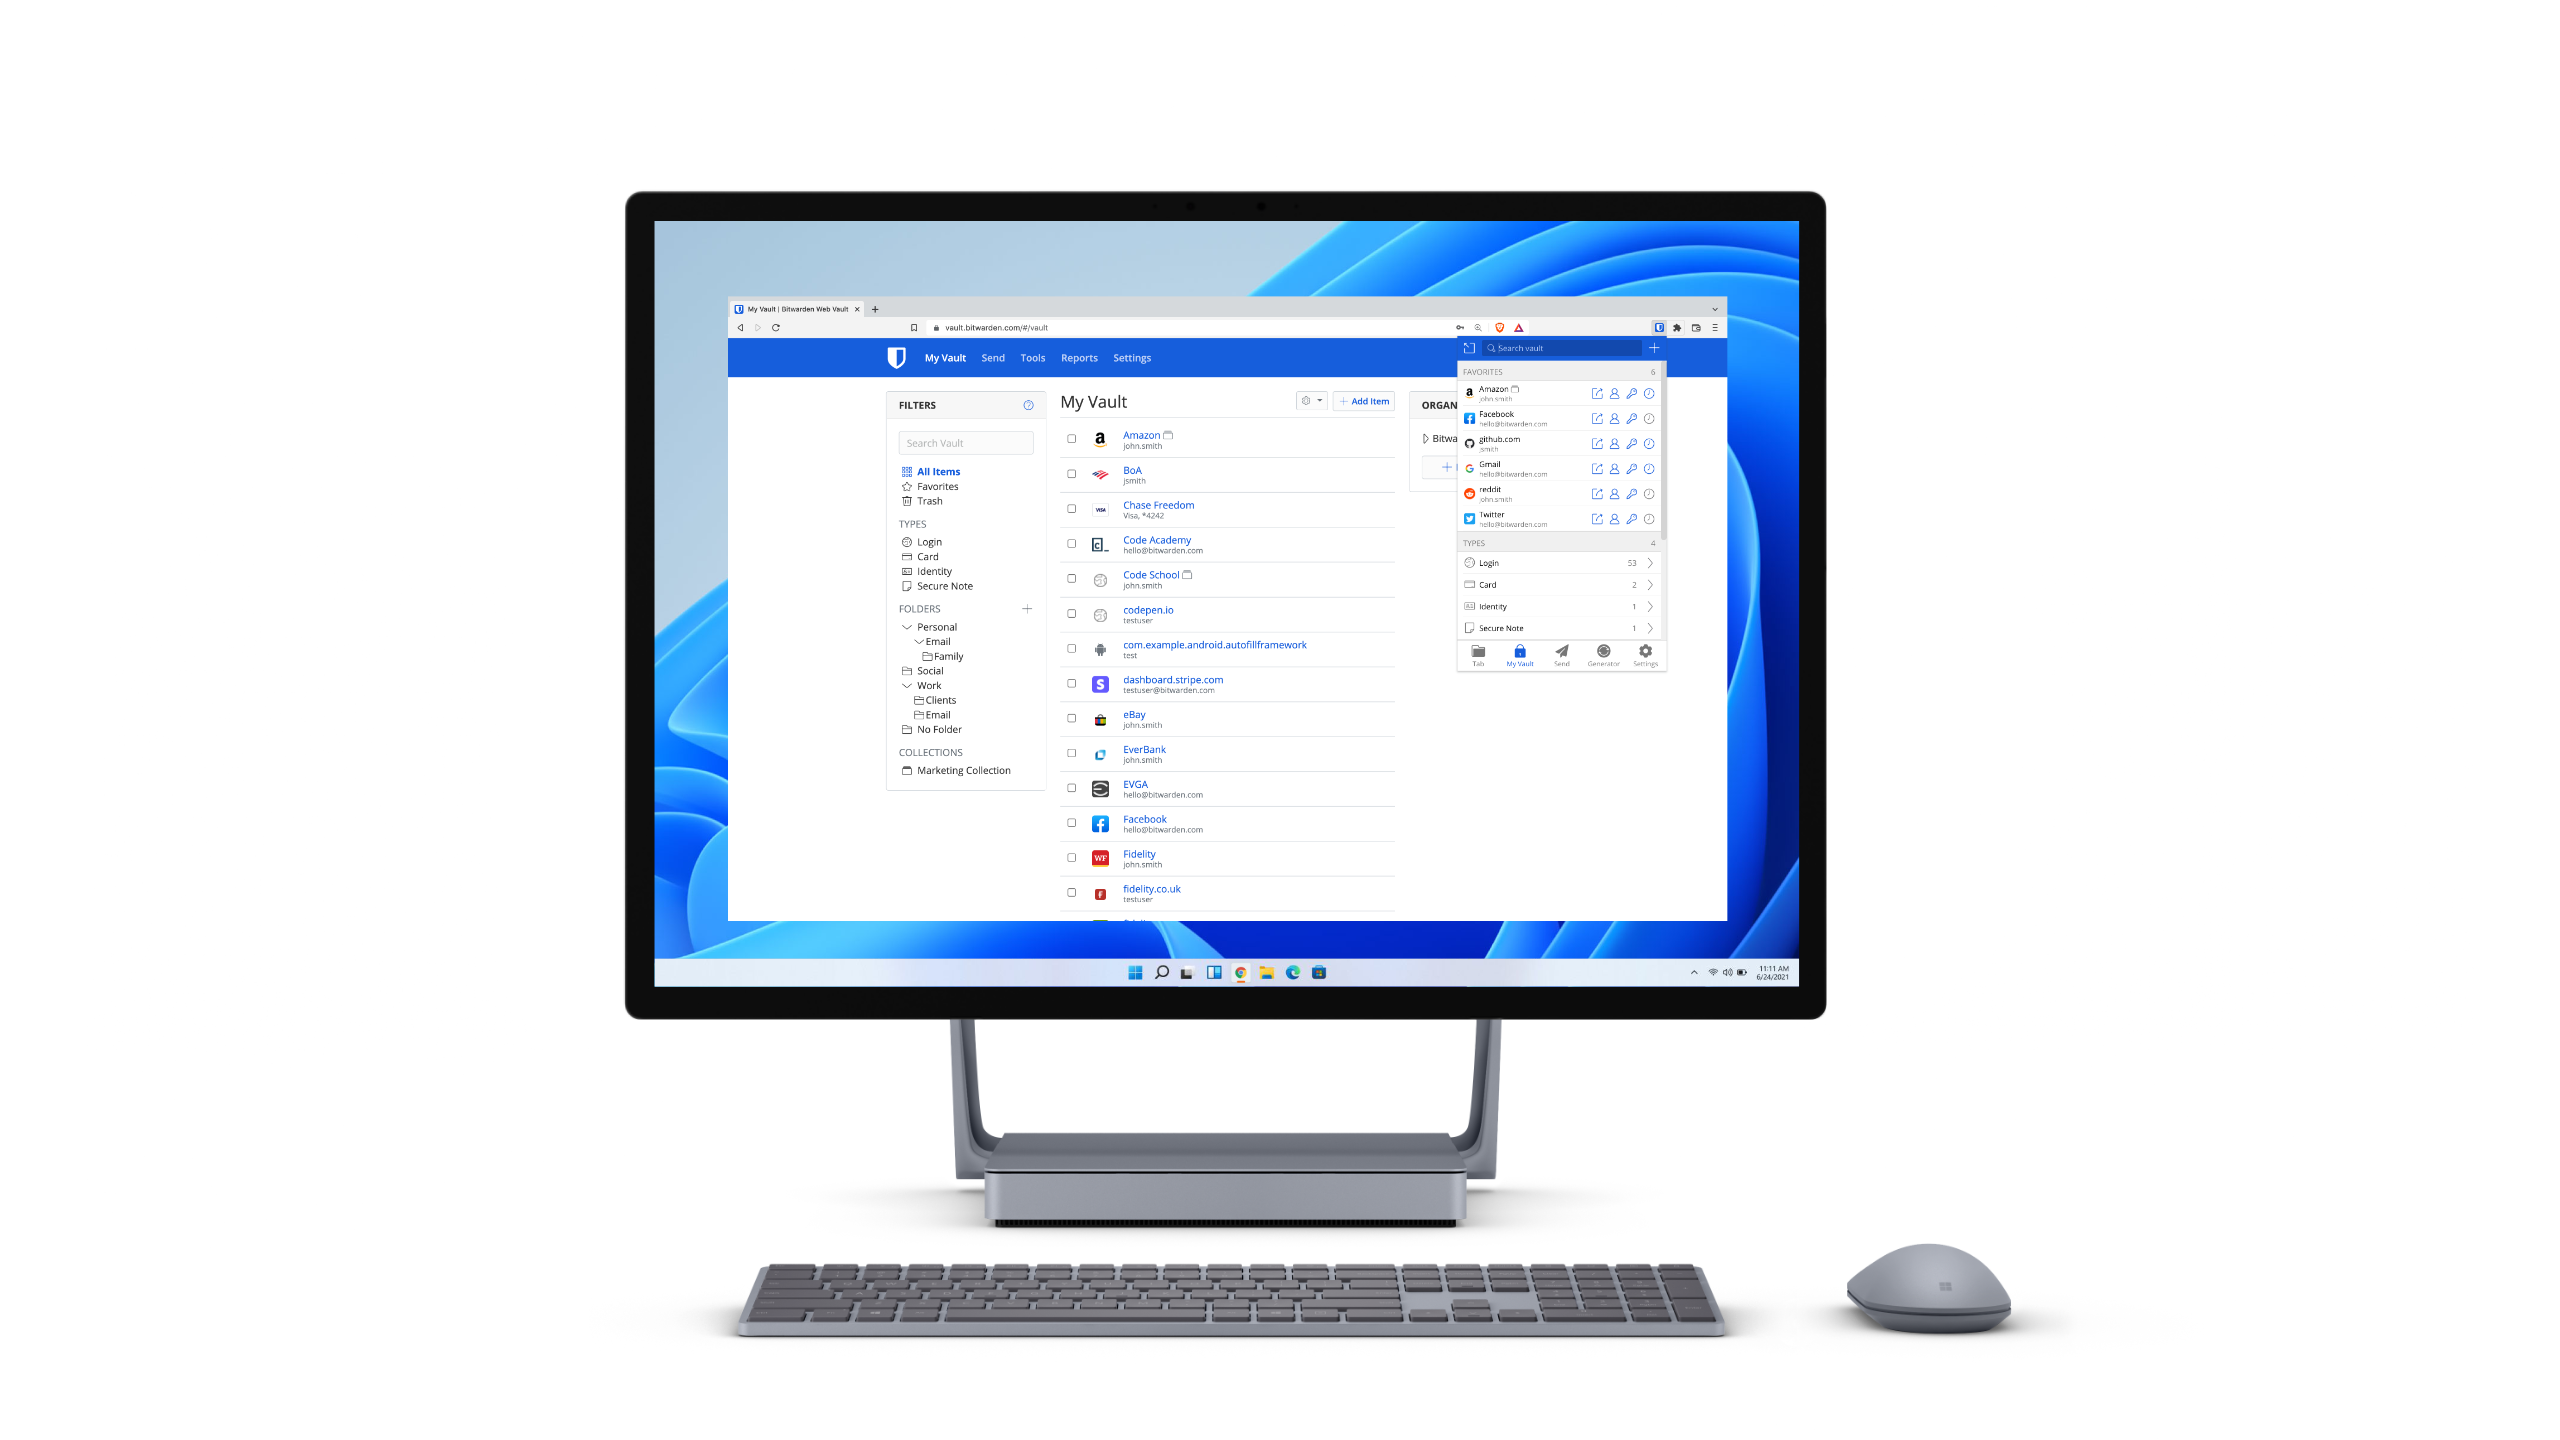 My Vault | Bitwarden Web Vault
vault.bitwarden.com/#/vault
My Vault Send Tools Reports Settings
FILTERS
Search Vault
All Items
Favorites
Trash
TYPES
Login
Card
Identity
Secure Note
FOLDERS
Personal
Email
Family
Social
Work
Clients
Email
No Folder
COLLECTIONS
Marketing Collection
My Vault
Add Item
Amazon
john.smith
BoA
jsmith
VISA
Chase Freedom
Visa, *4242
Code Academy
hello@bitwarden.com
Code School
john.smith
codepen.io
testuser
com.example.android.autofillframework
test
dashboard.stripe.com
testuser@bitwarden.com
eBay
john.smith
EverBank
john.smith
EVGA
hello@bitwarden.com
Facebook
hello@bitwarden.com
WF
Fidelity
john.smith
fidelity.co.uk
testuser
ORGAN
Bitwa
Search vault
FAVORITES 6
Amazon
john.smith
Facebook
hello@bitwarden.com
github.com
jsmith
Gmail
hello@bitwarden.com
reddit
john.smith
Twitter
hello@bitwarden.com
TYPES 4
Login 53
Card 2
Identity 1
Secure Note 1
Tab My Vault Send Generator Settings
11:11 AM
6/24/2021